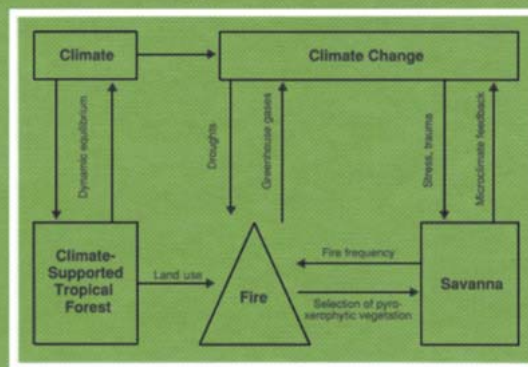 Climate
Climate Change
Dynamic equilibrium
Droughts
Greenhouse gases
Stress, trauma
Microclimate feedback
Climate-
Supported
Tropical
Forest
Land use
Fire
Fire frequency
Selection of pyro-
xerophytic vegetation
Savanna